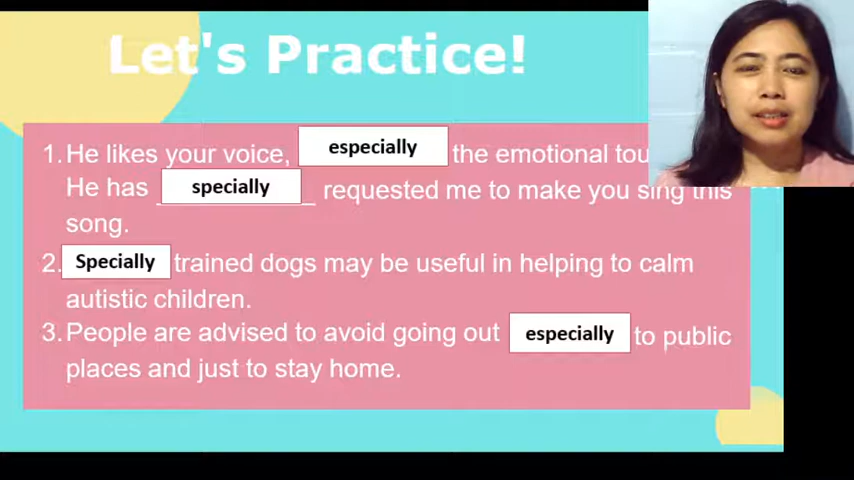 Let's Practice!
1. He likes your voice, especially the emotional
He has specially requested me to make you sing this
song.
2. Specially trained dogs may be useful in helping to calm
autistic children.
3. People are advised to avoid going out especially to public
places and just to stay home.